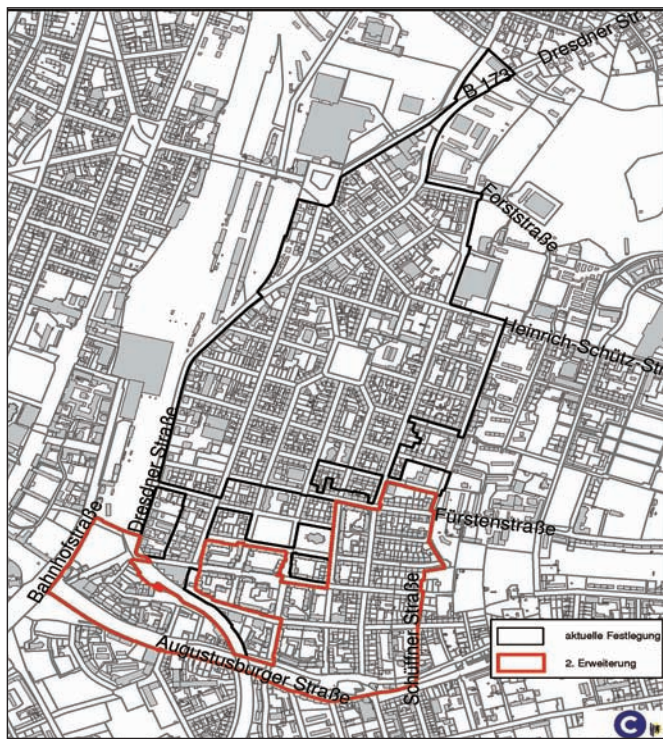 Dresdner Str.
B 173
Forststraße
Heinrich-Schütz-Str
Dresdner Straße
Fürstenstraße
Bahnhofstraße
Schüffner Straße
Augustusburger Straße
aktuelle Festlegung
2. Erweiterung
C